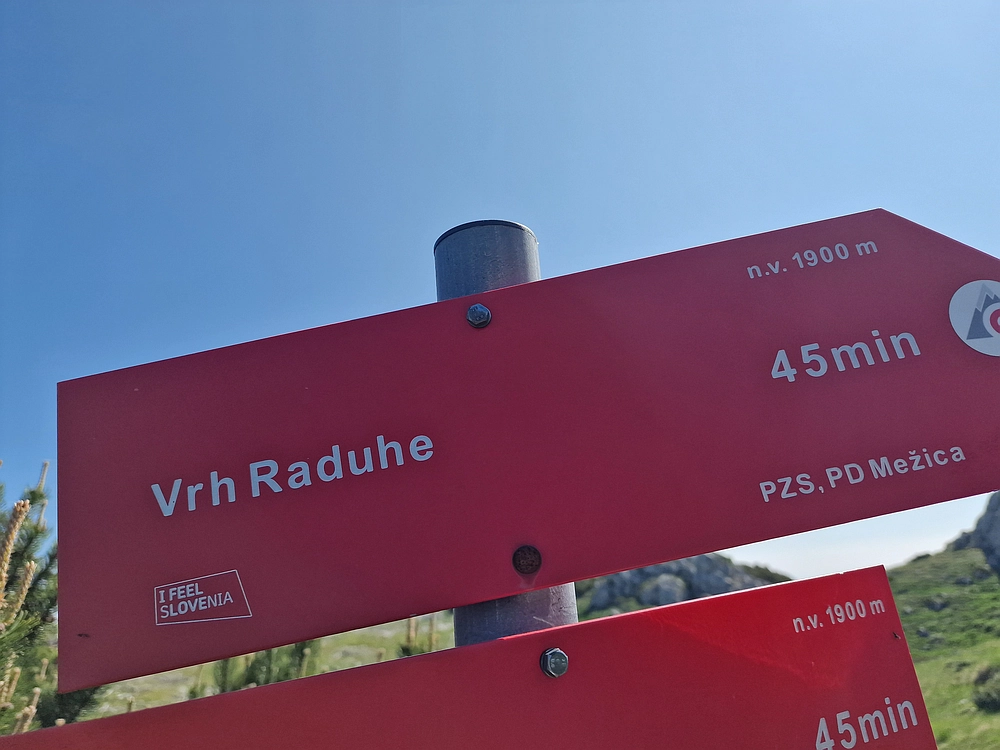 n.v. 1900 m
45min
Vrh Raduhe
PZS, PD Mežica
I FEEL
SLOVENIA
n.v. 1900 m
45min